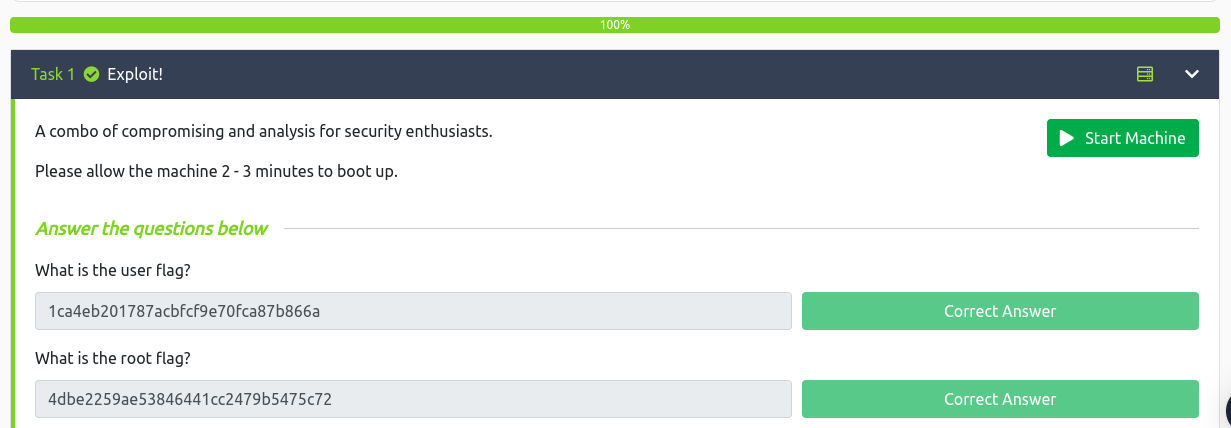 100%
Task 1 Exploit!
A combo of compromising and analysis for security enthusiasts.
Start Machine
Please allow the machine 2 - 3 minutes to boot up.
Answer the questions below
What is the user flag?
1ca4eb201787acbfcf9e70fca87b866a
Correct Answer
What is the root flag?
4dbe2259ae53846441cc2479b5475c72
Correct Answer